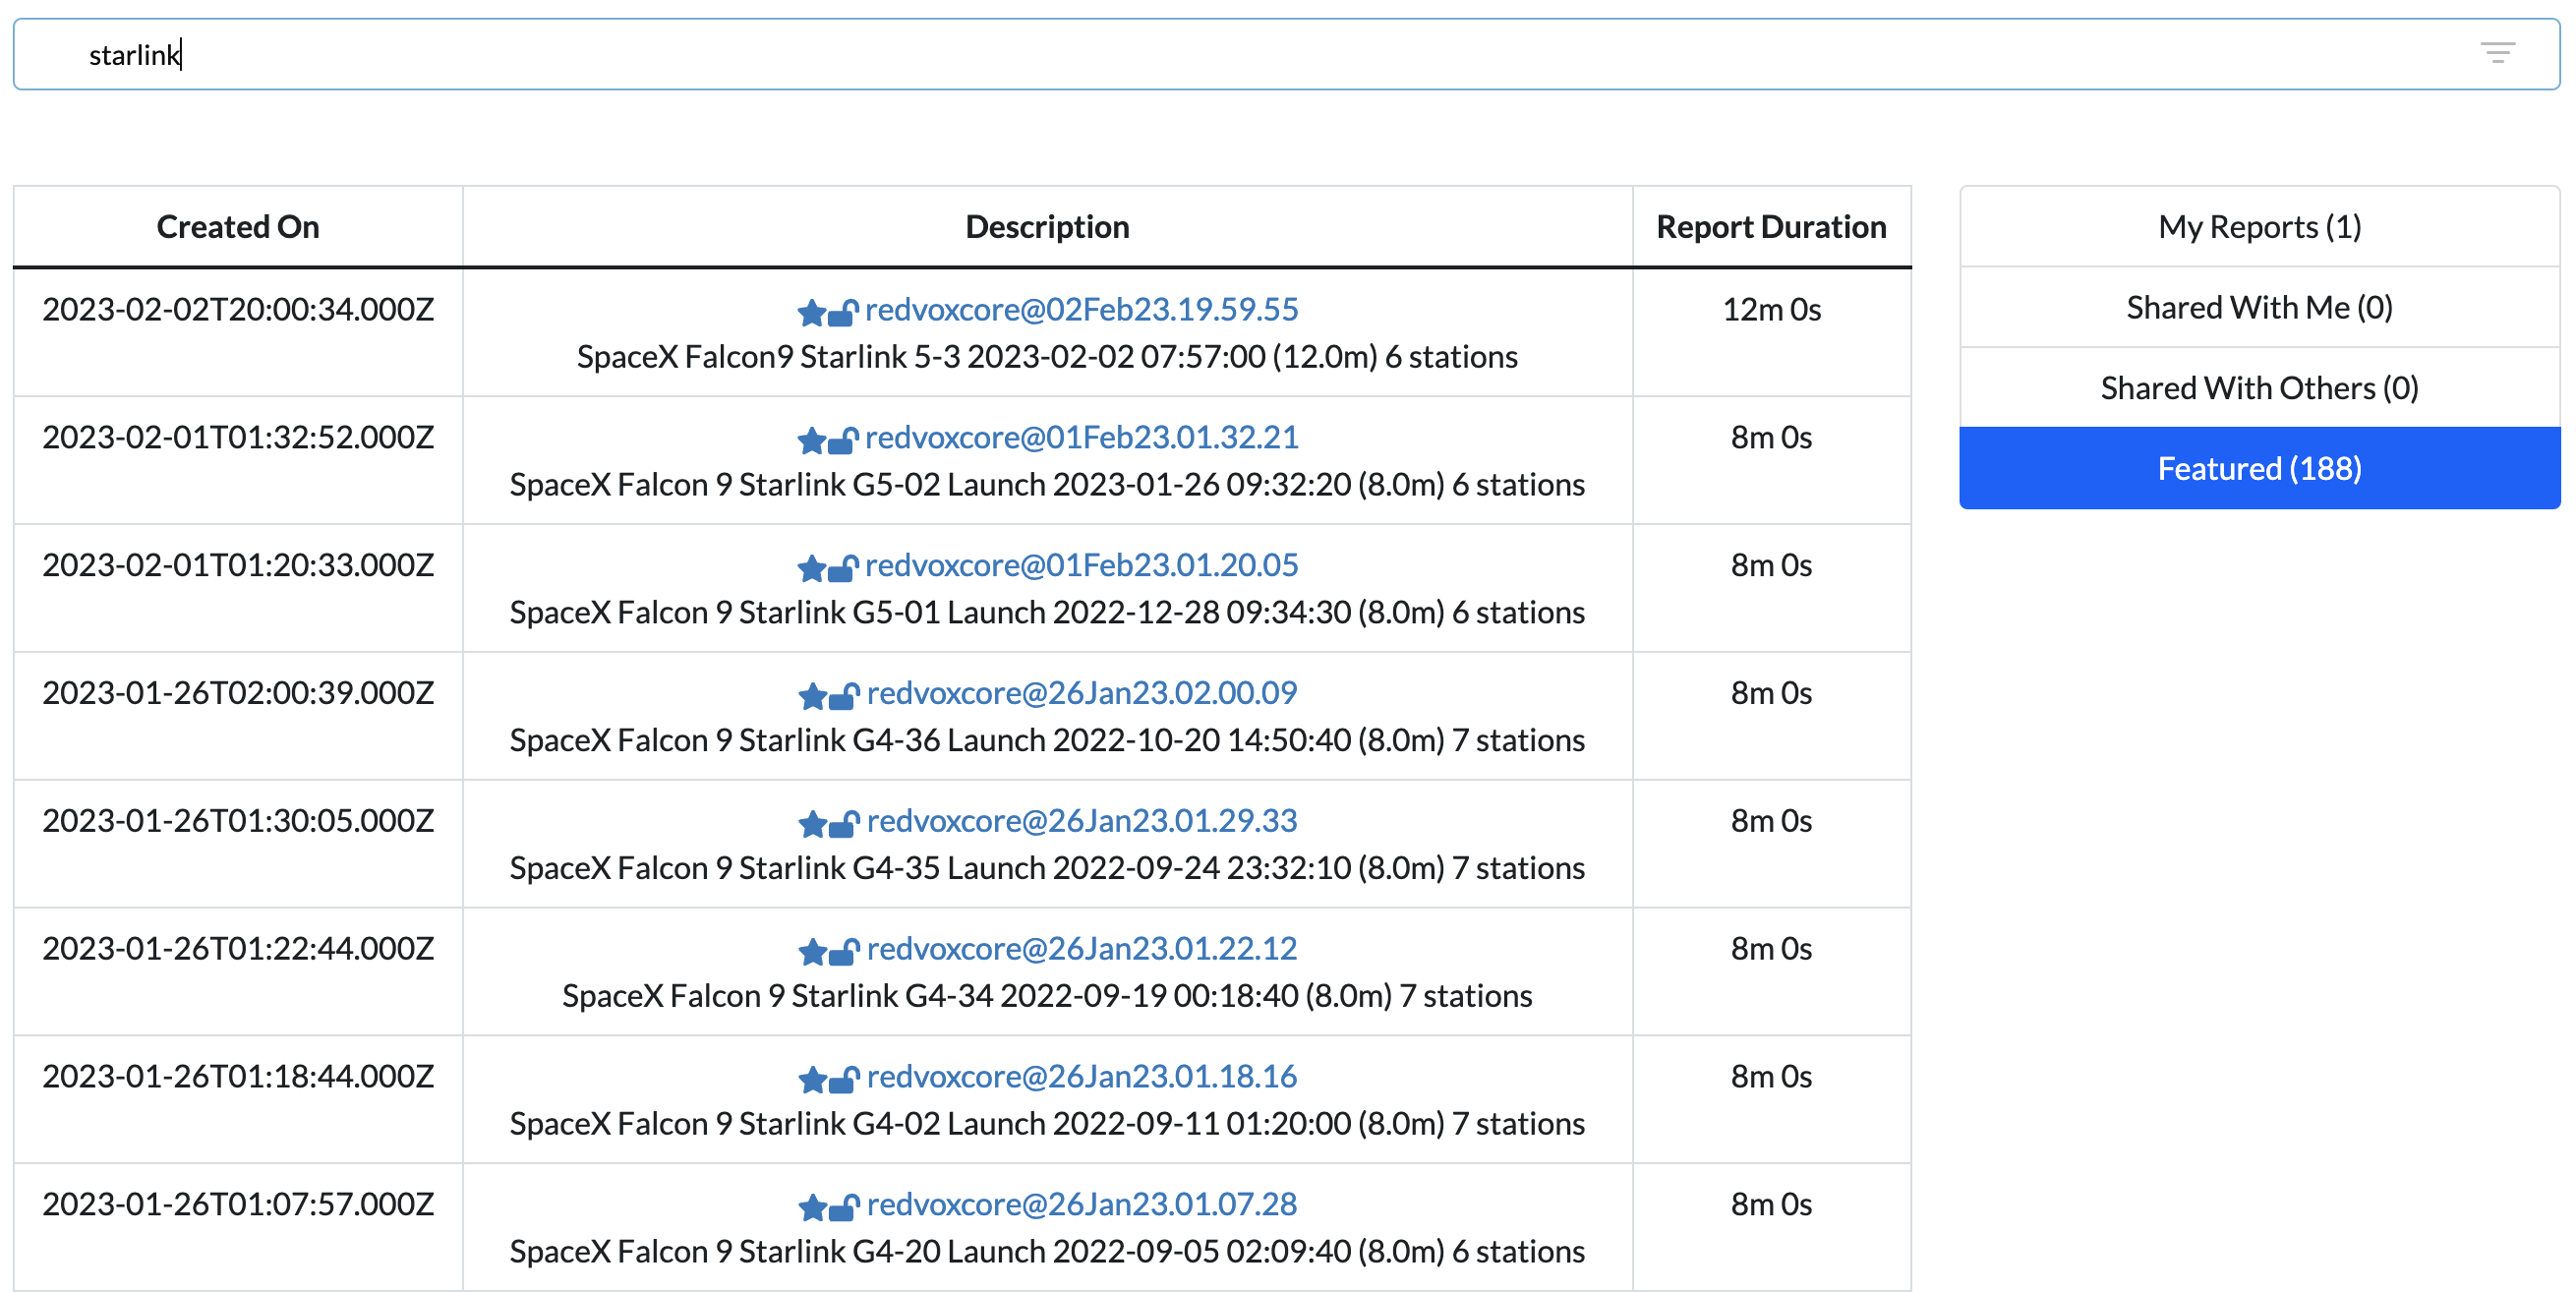 starlink
Created On Description Report Duration
2023-02-02T20:00:34.000Z redvoxcore@02Feb23.19.59.55 12m 0s
SpaceX Falcon9 Starlink 5-3 2023-02-02 07:57:00 (12.0m) 6 stations
2023-02-01T01:32:52.000Z redvoxcore@01Feb23.01.32.21 8m 0s
SpaceX Falcon 9 Starlink G5-02 Launch 2023-01-26 09:32:20 (8.0m) 6 stations
2023-02-01T01:20:33.000Z redvoxcore@01Feb23.01.20.05 8m 0s
SpaceX Falcon 9 Starlink G5-01 Launch 2022-12-28 09:34:30 (8.0m) 6 stations
2023-01-26T02:00:39.000Z redvoxcore@26Jan23.02.00.09 8m 0s
SpaceX Falcon 9 Starlink G4-36 Launch 2022-10-20 14:50:40 (8.0m) 7 stations
2023-01-26T01:30:05.000Z redvoxcore@26Jan23.01.29.33 8m 0s
SpaceX Falcon 9 Starlink G4-35 Launch 2022-09-24 23:32:10 (8.0m) 7 stations
2023-01-26T01:22:44.000Z redvoxcore@26Jan23.01.22.12 8m 0s
SpaceX Falcon 9 Starlink G4-34 2022-09-19 00:18:40 (8.0m) 7 stations
2023-01-26T01:18:44.000Z redvoxcore@26Jan23.01.18.16 8m 0s
SpaceX Falcon 9 Starlink G4-02 Launch 2022-09-11 01:20:00 (8.0m) 7 stations
2023-01-26T01:07:57.000Z redvoxcore@26Jan23.01.07.28 8m 0s
SpaceX Falcon 9 Starlink G4-20 Launch 2022-09-05 02:09:40 (8.0m) 6 stations
My Reports (1)
Shared With Me (0)
Shared With Others (0)
Featured (188)